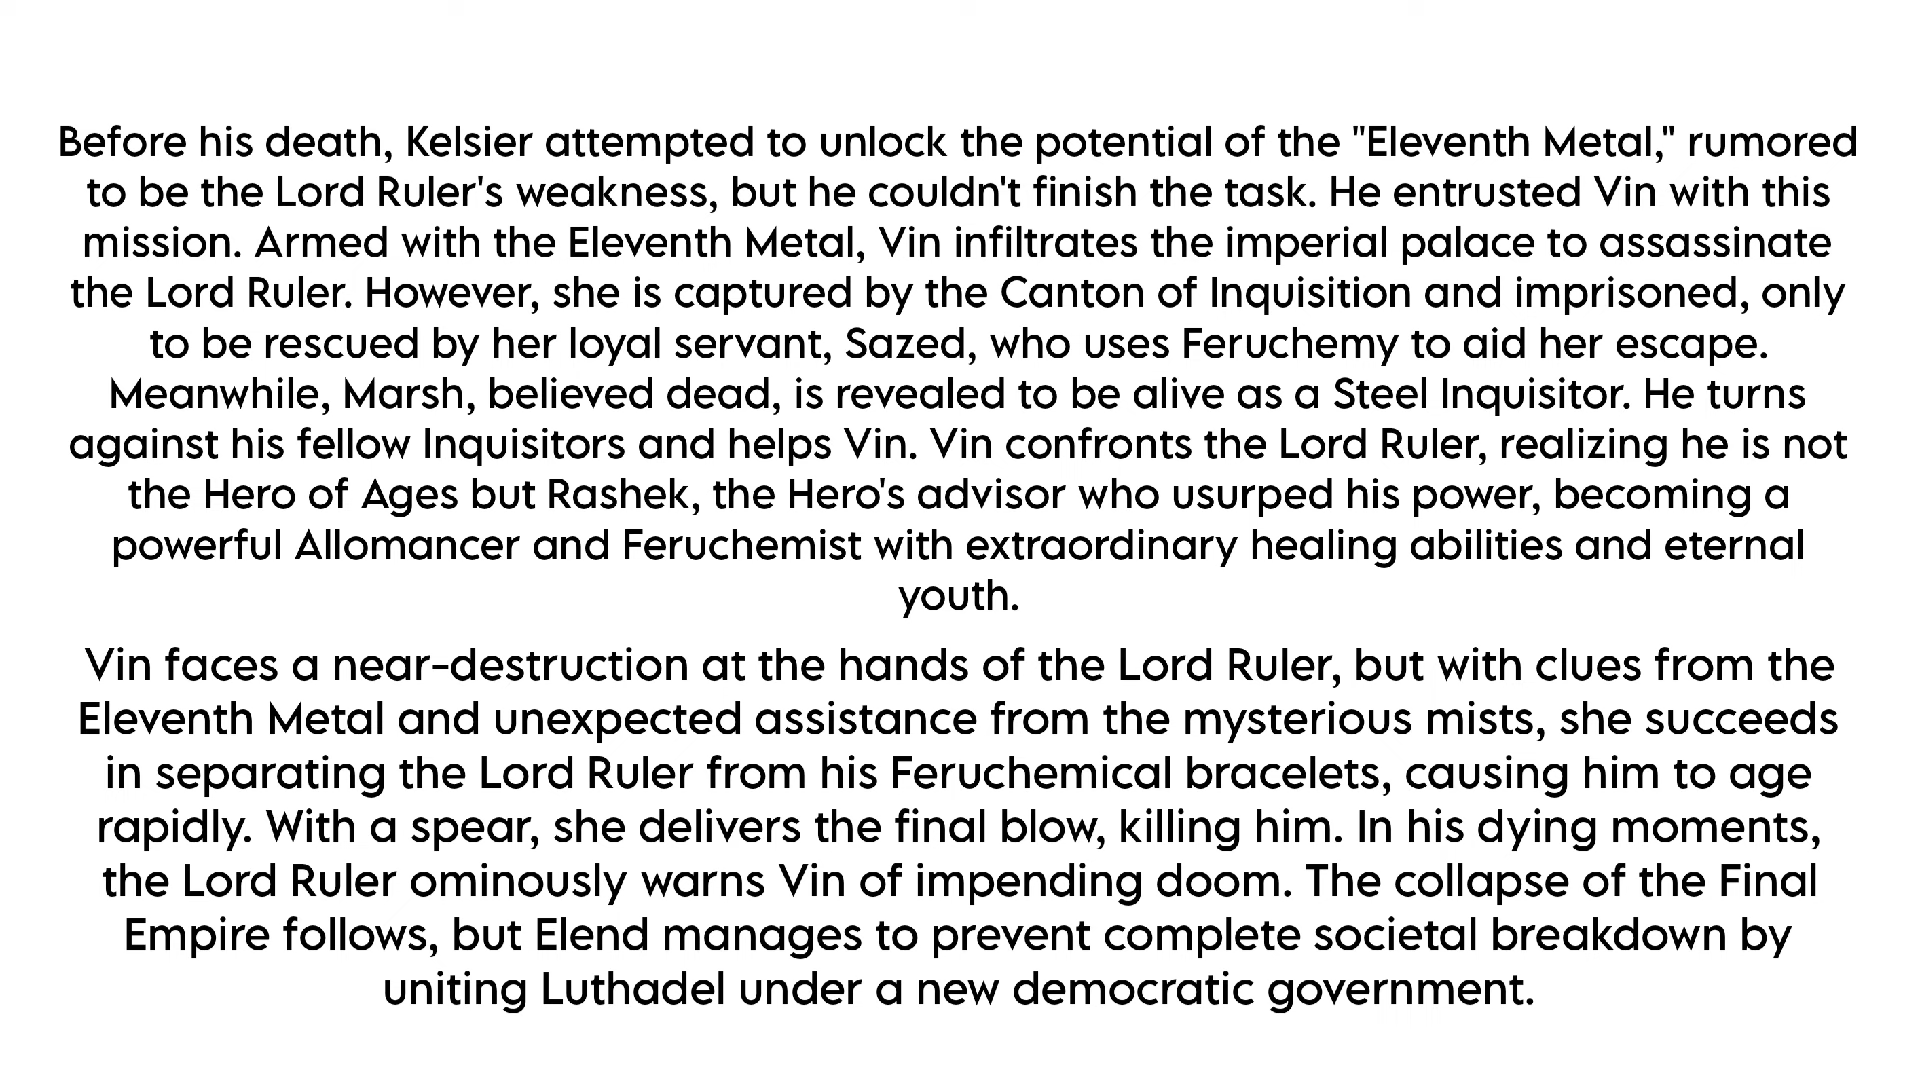 Before his death, Kelsier attempted to unlock the potential of the "Eleventh Metal," rumored
to be the Lord Ruler's weakness, but he couldn't finish the task. He entrusted Vin with this
mission. Armed with the Eleventh Metal, Vin infiltrates the imperial palace to assassinate
the Lord Ruler. However, she is captured by the Canton of Inquisition and imprisoned, only
to be rescued by her loyal servant, Sazed, who uses Feruchemy to aid her escape.
Meanwhile, Marsh, believed dead, is revealed to be alive as a Steel Inquisitor. He turns
against his fellow Inquisitors and helps Vin. Vin confronts the Lord Ruler, realizing he is not
the Hero of Ages but Rashek, the Hero's advisor who usurped his power, becoming a
powerful Allomancer and Feruchemist with extraordinary healing abilities and eternal
youth.
Vin faces a near-destruction at the hands of the Lord Ruler, but with clues from the
Eleventh Metal and unexpected assistance from the mysterious mists, she succeeds
in separating the Lord Ruler from his Feruchemical bracelets, causing him to age
rapidly. With a spear, she delivers the final blow, killing him. In his dying moments,
the Lord Ruler ominously warns Vin of impending doom. The collapse of the Final
Empire follows, but Elend manages to prevent complete societal breakdown by
uniting Luthadel under a new democratic government.